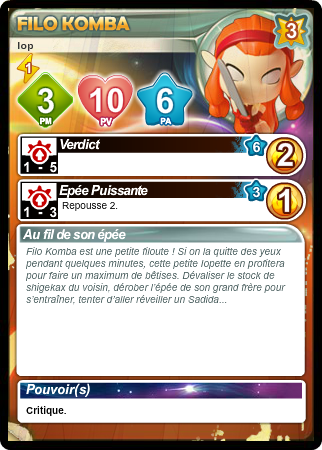 FILO KOMBA
3
Iop
1
3
PM
10
PV
6
PA
Verdict
6
2
1 - 5
Epée Puissante
3
1
Repousse 2.
1 - 3
Au fil de son épée
Filo Komba est une petite filoute ! Si on la quitte des yeux
pendant quelques minutes, cette petite Iopette en profitera
pour faire un maximum de bêtises. Dévaliser le stock de
shigekax du voisin, dérober l'épée de son grand frère pour
s'entraîner, tenter d'aller réveiller un Sadida...
Pouvoir(s)
Critique.